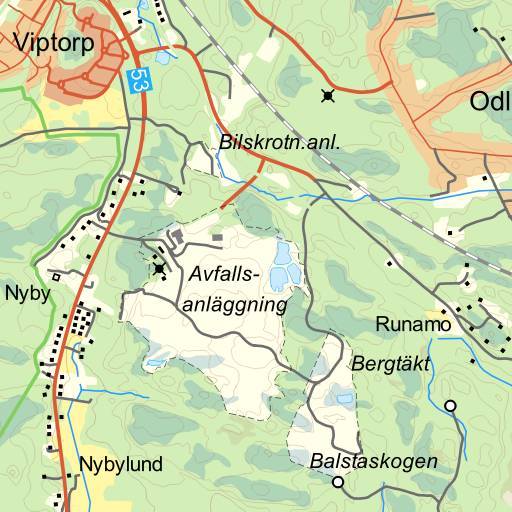 Viptorp
53
Odl
Bilskrotn.anl.
Avfalls-
anläggning
Nyby
Runamo
Bergtäkt
Balstaskogen
Nybylund